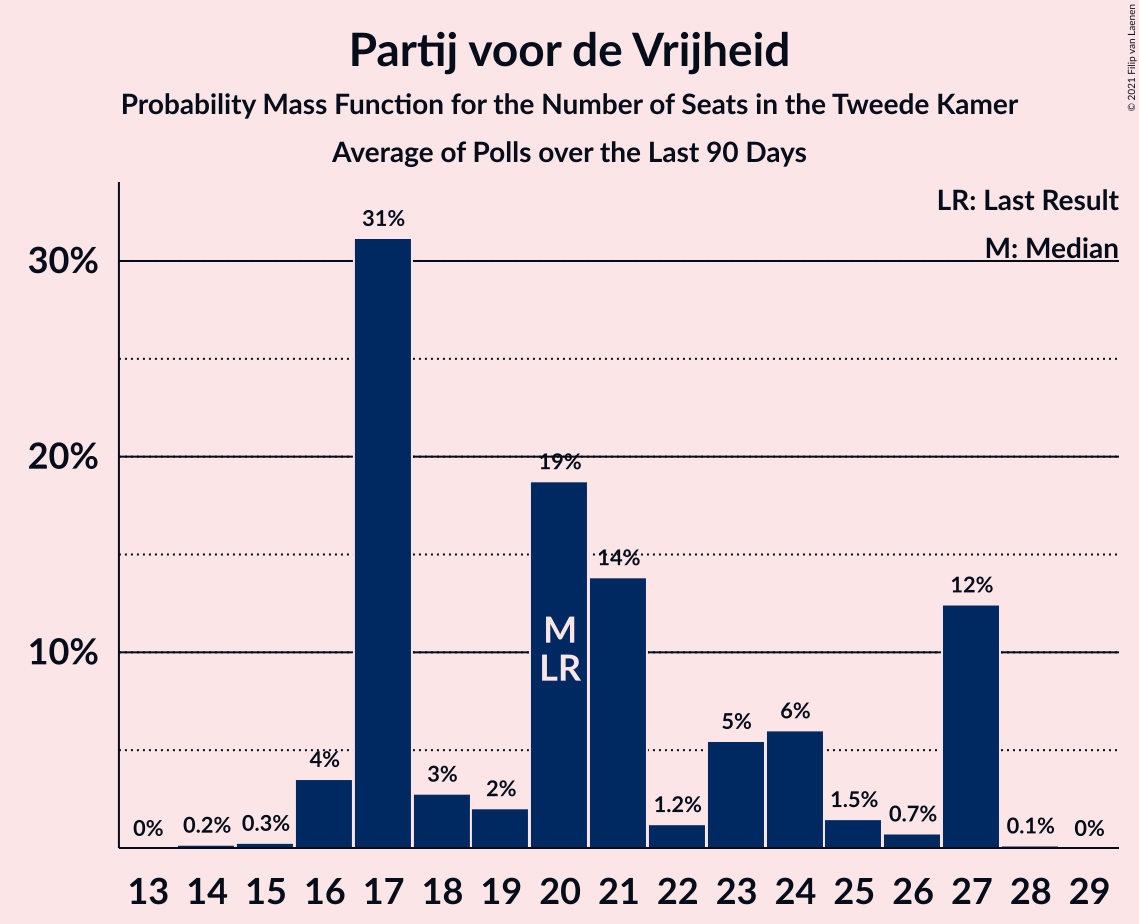 Partij voor de Vrijheid
Probability Mass Function for the Number of Seats in the Tweede Kamer
Average of Polls over the Last 90 Days
© 2021 Filip van Laenen
LR: Last Result
M: Median
30%
20%
10%
0%
0.2%
0.3%
4%
31%
3%
2%
19%
14%
1.2%
5%
6%
1.5%
0.7%
12%
0.1%
0%
M
LR
13 14 15 16 17 18 19 20 21 22 23 24 25 26 27 28 29